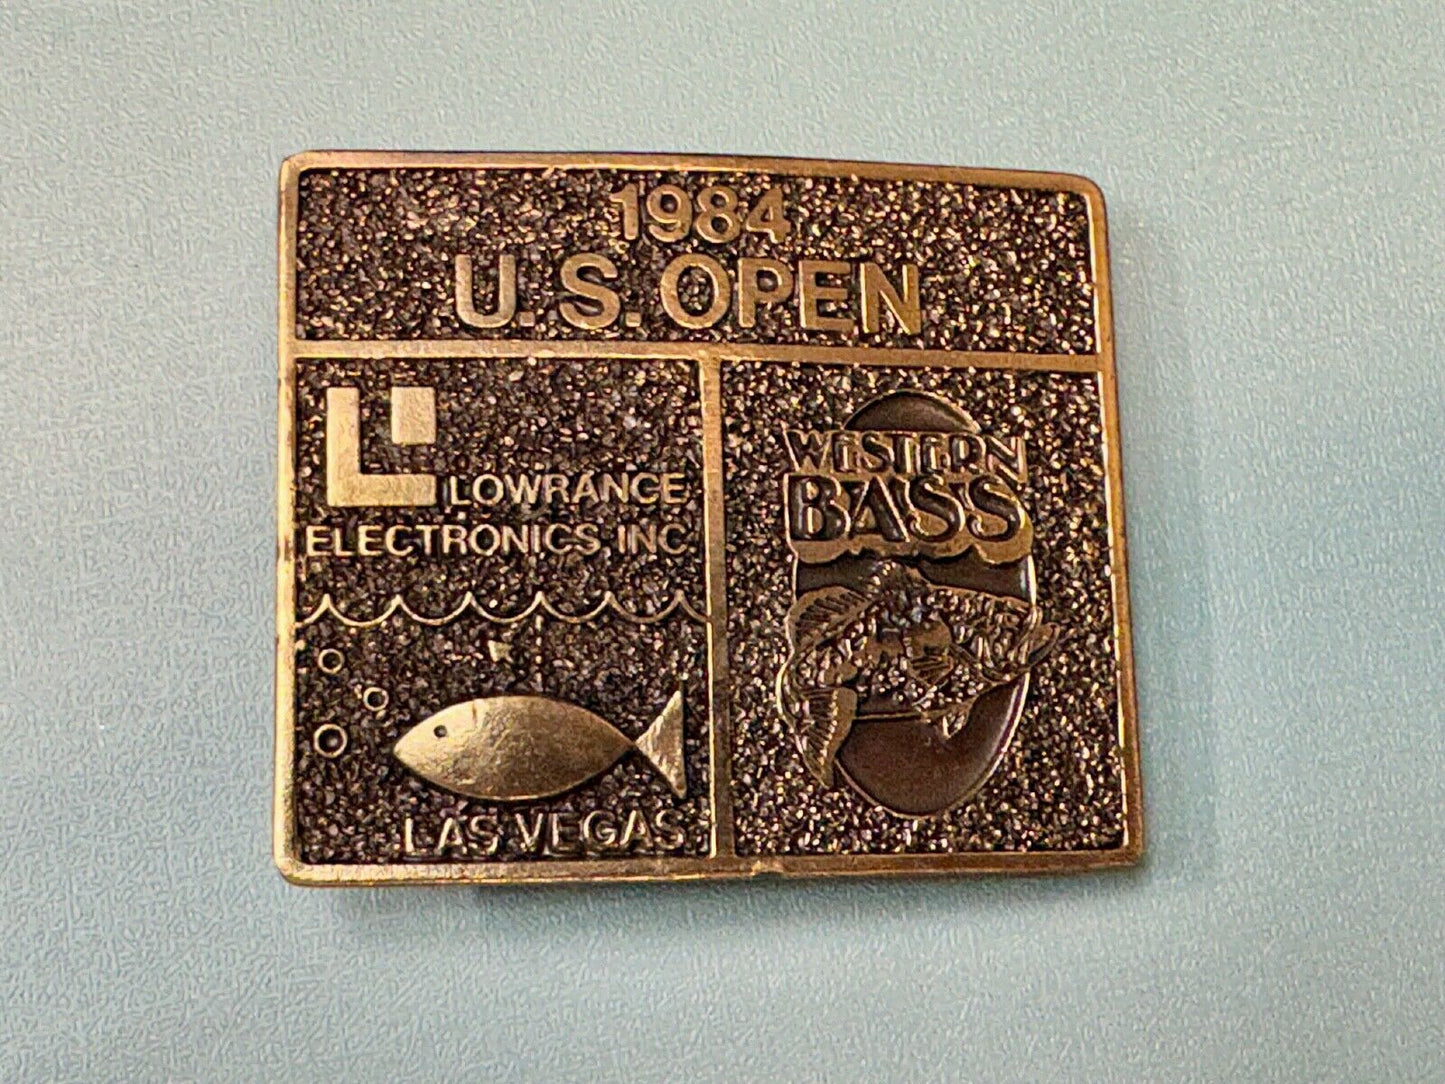 1984
U.S. OPEN
LOWRANCE
ELECTRONICS, INC.
LAS VEGAS
WESTERN
BASS